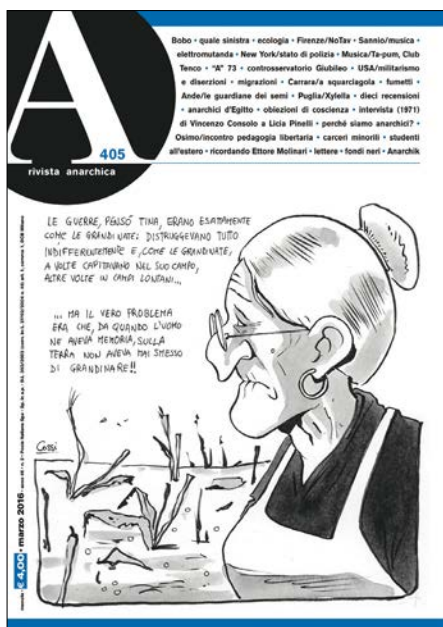 Bobo • quale sinistra • ecologia • Firenze/NoTav • Sannio/musica •
elettromutanda • New York/stato di polizia • Musica/Ta-pum, Club
Tenco • "A" 73 • controsservatorio Giubileo • USA/militarismo
e diserzioni • migrazioni • Carrara/a squarciagola • fumetti •
Ande/le guardiane dei semi • Puglia/Xylella • dieci recensioni
• anarchici d'Egitto • obiezioni di coscienza • intervista (1971)
di Vincenzo Consolo a Licia Pinelli • perché siamo anarchici? •
Osimo/incontro pedagogia libertaria • carceri minorili • studenti
all'estero • ricordando Ettore Molinari • lettere • fondi neri • Anarchik
A
405
rivista anarchica
LE GUERRE, PENSÒ TINA, ERANO ESATTAMENTE
COME LE GRANDINATE: DISTRUGGEVANO TUTTO
INDIFFERENTEMENTE E, COME LE GRANDINATE,
A VOLTE CAPITAVANO NEL SUO CAMPO,
ALTRE VOLTE IN CAMPI LONTANI...
... MA IL VERO PROBLEMA
ERA CHE, DA QUANDO L'UOMO
NE AVEVA MEMORIA, SULLA
TERRA NON AVEVA MAI SMESSO
DI GRANDINARE!!
Cossi
mensile • € 4,00 • marzo 2016 • anno 46 • n. 2 •